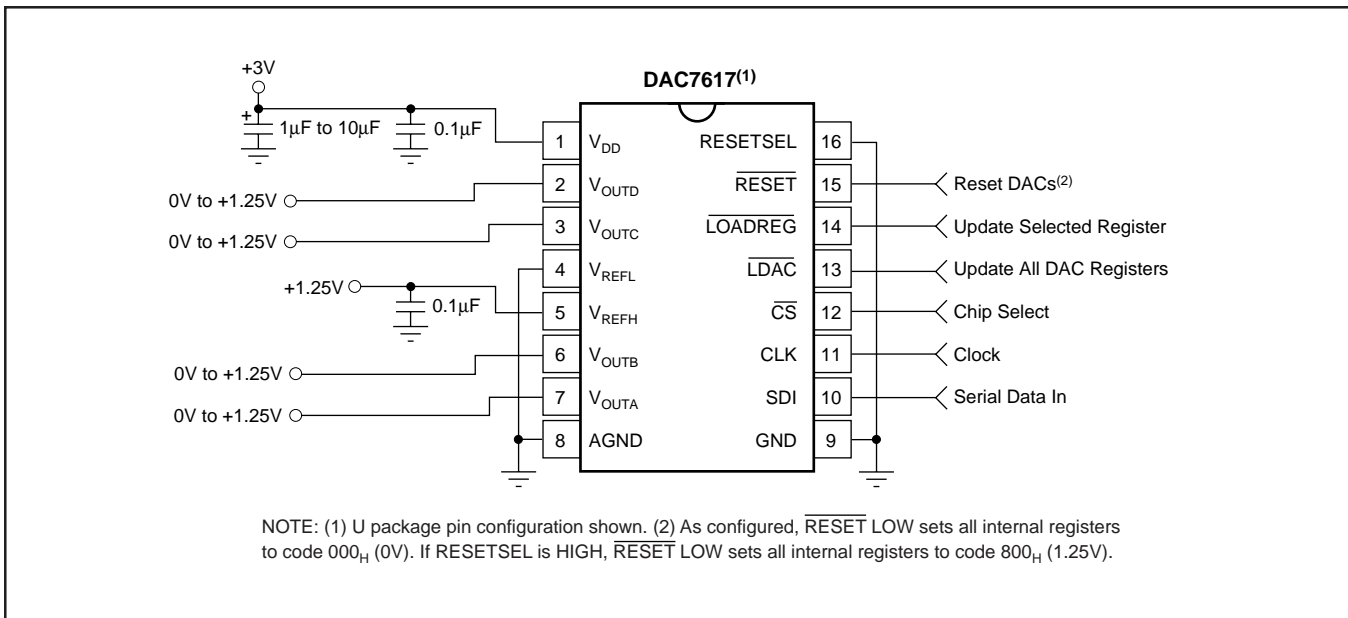 +3V
DAC7617(1)
+
1µF to 10µF
0.1µF
1 VDD RESETSEL 16
0V to +1.25V
2 VOUTD RESET 15 Reset DACs(2)
0V to +1.25V
3 VOUTC LOADREG 14 Update Selected Register
4 VREFL LDAC 13 Update All DAC Registers
+1.25V
0.1µF
5 VREFH CS 12 Chip Select
0V to +1.25V
6 VOUTB CLK 11 Clock
0V to +1.25V
7 VOUTA SDI 10 Serial Data In
8 AGND GND 9
NOTE: (1) U package pin configuration shown. (2) As configured, RESET LOW sets all internal registers
to code 000H (0V). If RESETSEL is HIGH, RESET LOW sets all internal registers to code 800H (1.25V).